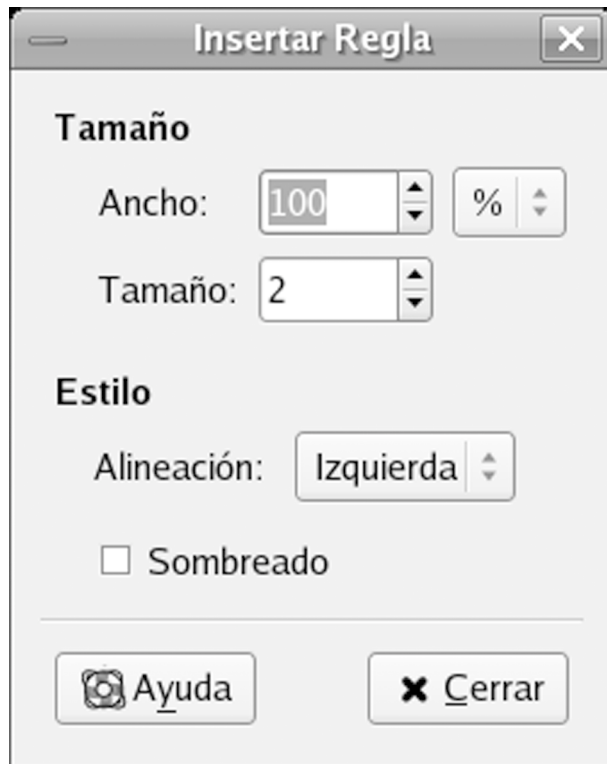 Insertar Regla
Tamaño
Ancho: 100 %
Tamaño: 2
Estilo
Alineación: Izquierda
Sombreado
Ayuda Cerrar